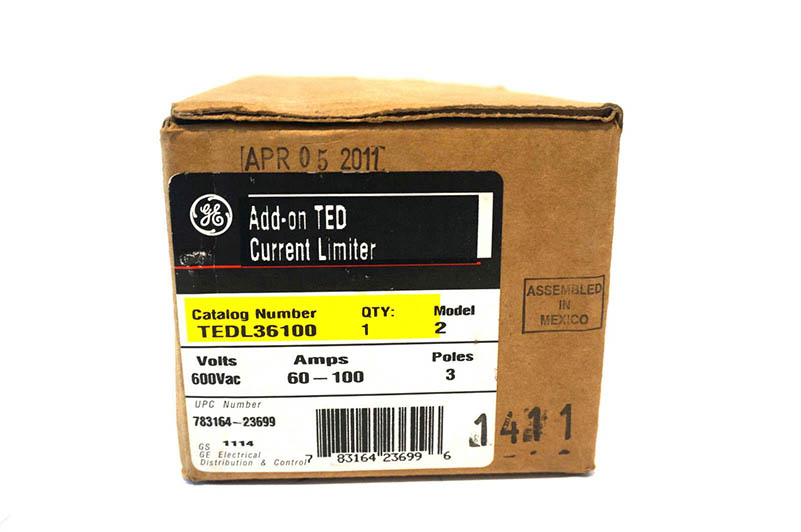 APR 05 2011
GE
Add-on TED
Current Limiter
ASSEMBLED
IN
MEXICO
Catalog Number QTY: Model
TEDL36100 1 2
Volts Amps Poles
600Vac 60-100 3
UPC Number
783164-23699
GS 1114
GE Electrical
Distribution & Control
7 83164 23699 6
1411